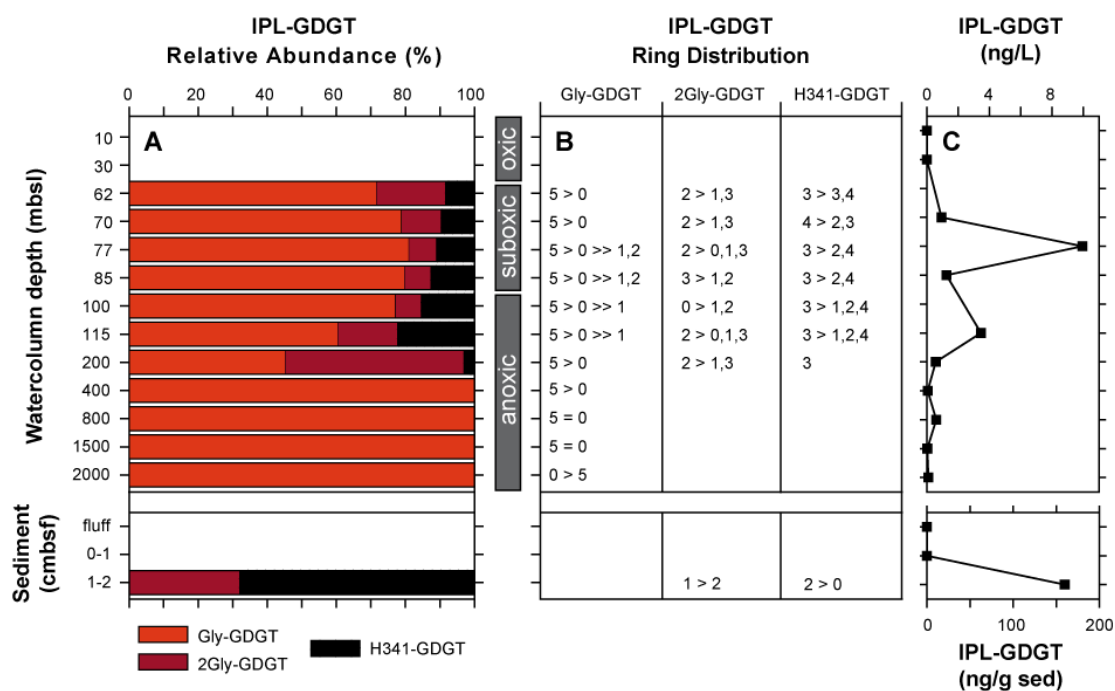 IPL-GDGT
Relative Abundance (%)
IPL-GDGT
Ring Distribution
IPL-GDGT
(ng/L)
0 20 40 60 80 100
Gly-GDGT 2Gly-GDGT H341-GDGT
0 4 8
A
B
C
Watercolumn depth (mbsl)
oxic
suboxic
anoxic
10
30
62 5 > 0 2 > 1,3 3 > 3,4
70 5 > 0 2 > 1,3 4 > 2,3
77 5 > 0 >> 1,2 2 > 0,1,3 3 > 2,4
85 5 > 0 >> 1,2 3 > 1,2 3 > 2,4
100 5 > 0 >> 1 0 > 1,2 3 > 1,2,4
115 5 > 0 >> 1 2 > 0,1,3 3 > 1,2,4
200 5 > 0 2 > 1,3 3
400 5 > 0
800 5 = 0
1500 5 = 0
2000 0 > 5
Sediment
(cmbsf)
fluff
0-1
1-2 1 > 2 2 > 0
0 100 200
Gly-GDGT
2Gly-GDGT
H341-GDGT
IPL-GDGT
(ng/g sed)